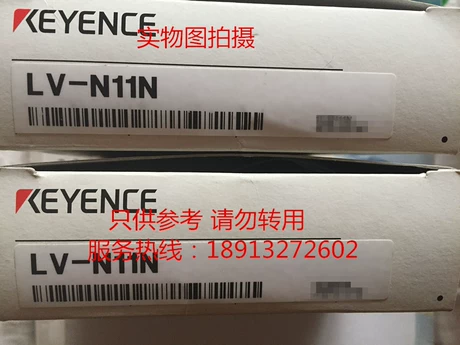 KEYENCE
实物图拍摄
LV-N11N
KEYENCE
只供参考 请勿转用
服务热线：18913272602
LV-N11N